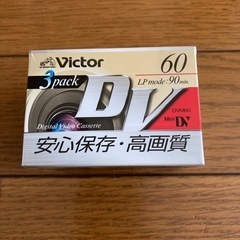 Victor
60
3pack
LP mode:90min.
DV
DVM60
Mini DV
Digital Video Cassette
安心保存・高画質